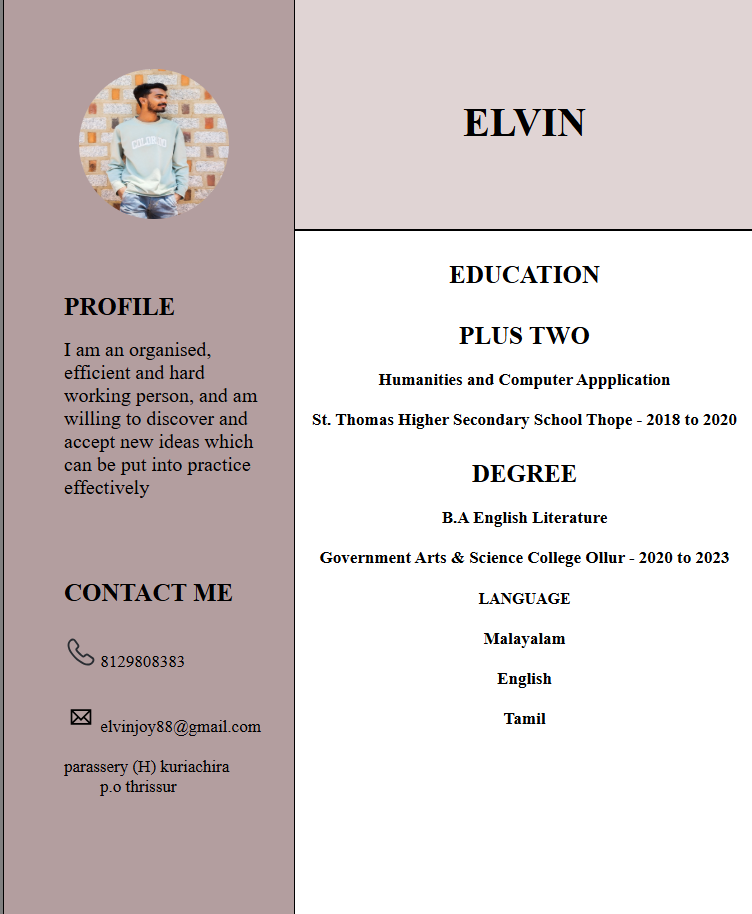 PROFILE
I am an organised,
efficient and hard
working person, and am
willing to discover and
accept new ideas which
can be put into practice
effectively
CONTACT ME
8129808383
elvinjoy88@gmail.com
parassery (H) kuriachira
p.o thrissur
ELVIN
EDUCATION
PLUS TWO
Humanities and Computer Appplication
St. Thomas Higher Secondary School Thope - 2018 to 2020
DEGREE
B.A English Literature
Government Arts & Science College Ollur - 2020 to 2023
LANGUAGE
Malayalam
English
Tamil